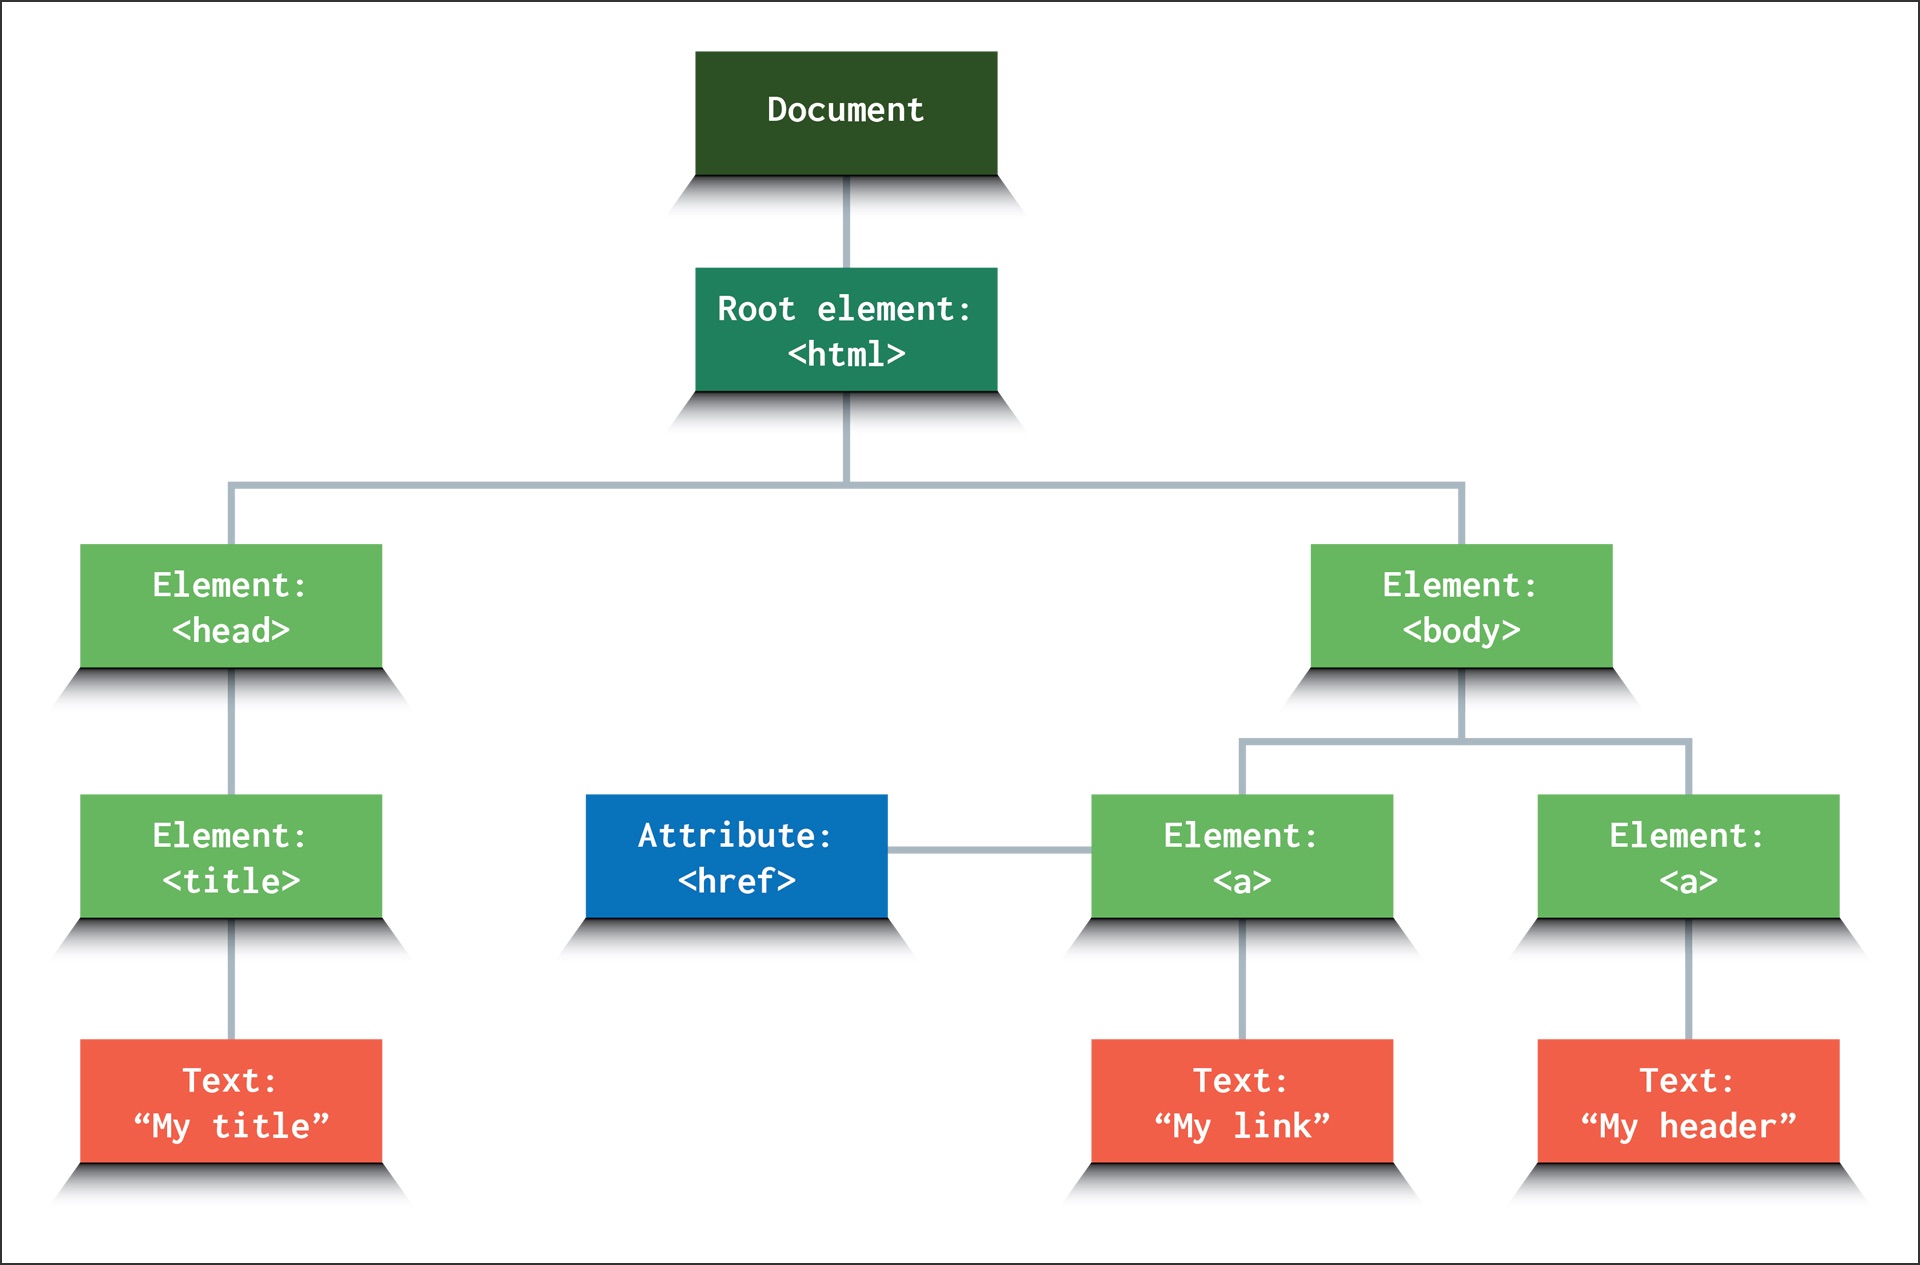 Document
Root element:
<html>
Element:
<head>
Element:
<body>
Element:
<title>
Attribute:
<href>
Element:
<a>
Element:
<a>
Text:
“My title”
Text:
“My link”
Text:
“My header”